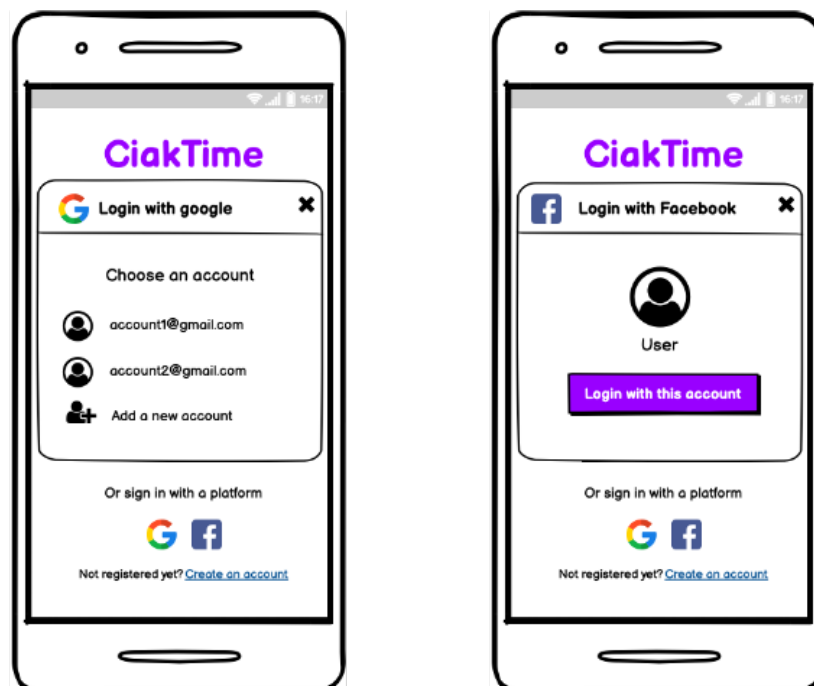 16:17
CiakTime
Login with google
Choose an account
account1@gmail.com
account2@gmail.com
Add a new account
Or sign in with a platform
Not registered yet? Create an account
16:17
CiakTime
Login with Facebook
User
Login with this account
Or sign in with a platform
Not registered yet? Create an account